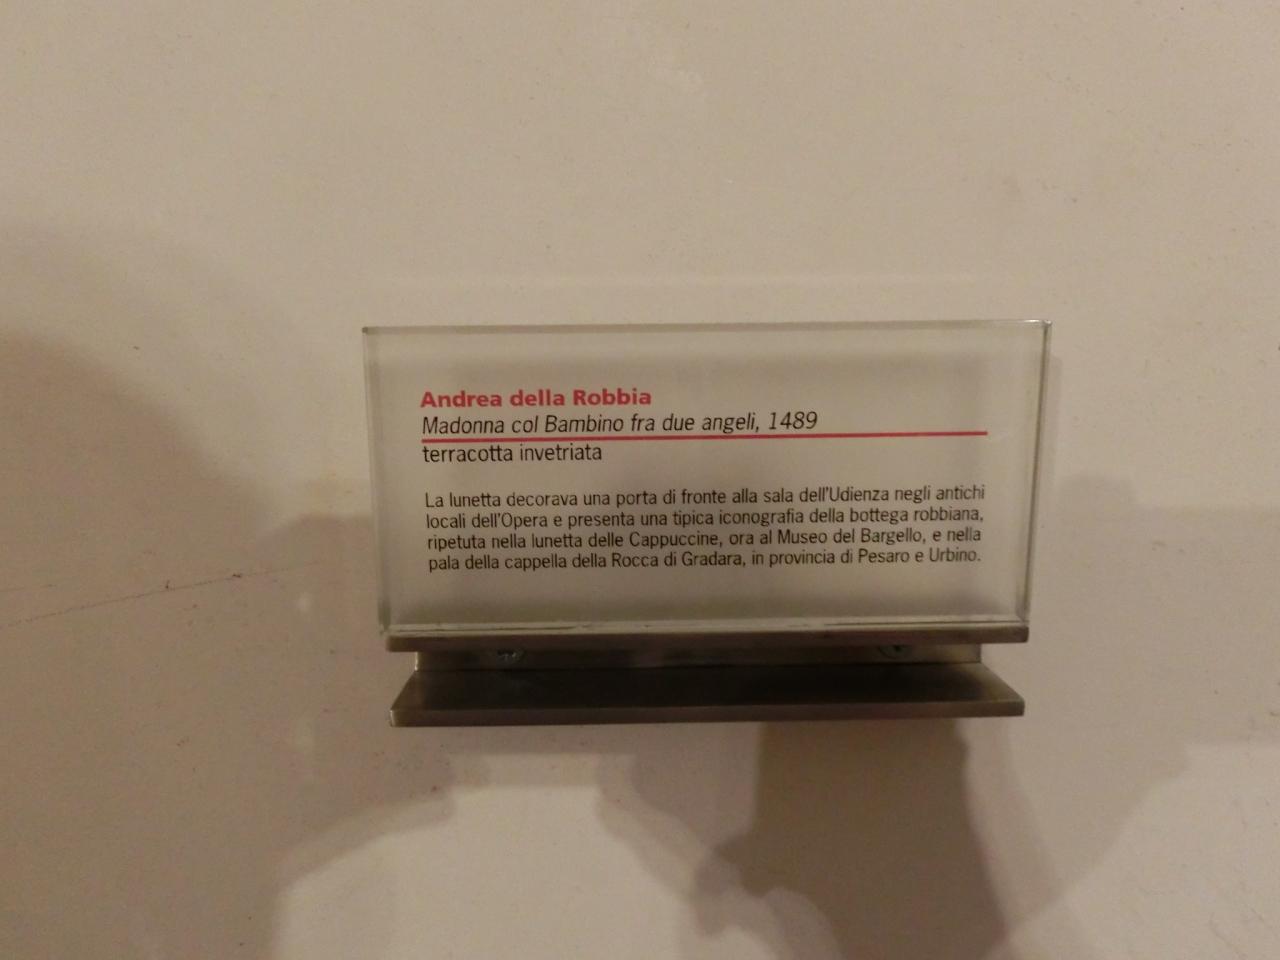 Andrea della Robbia
Madonna col Bambino fra due angeli, 1489
terracotta invetriata
La lunetta decorava una porta di fronte alla sala dell'Udienza negli antichi
locali dell'Opera e presenta una tipica iconografia della bottega robbiana,
ripetuta nella lunetta delle Cappuccine, ora al Museo del Bargello, e nella
pala della cappella della Rocca di Gradara, in provincia di Pesaro e Urbino.